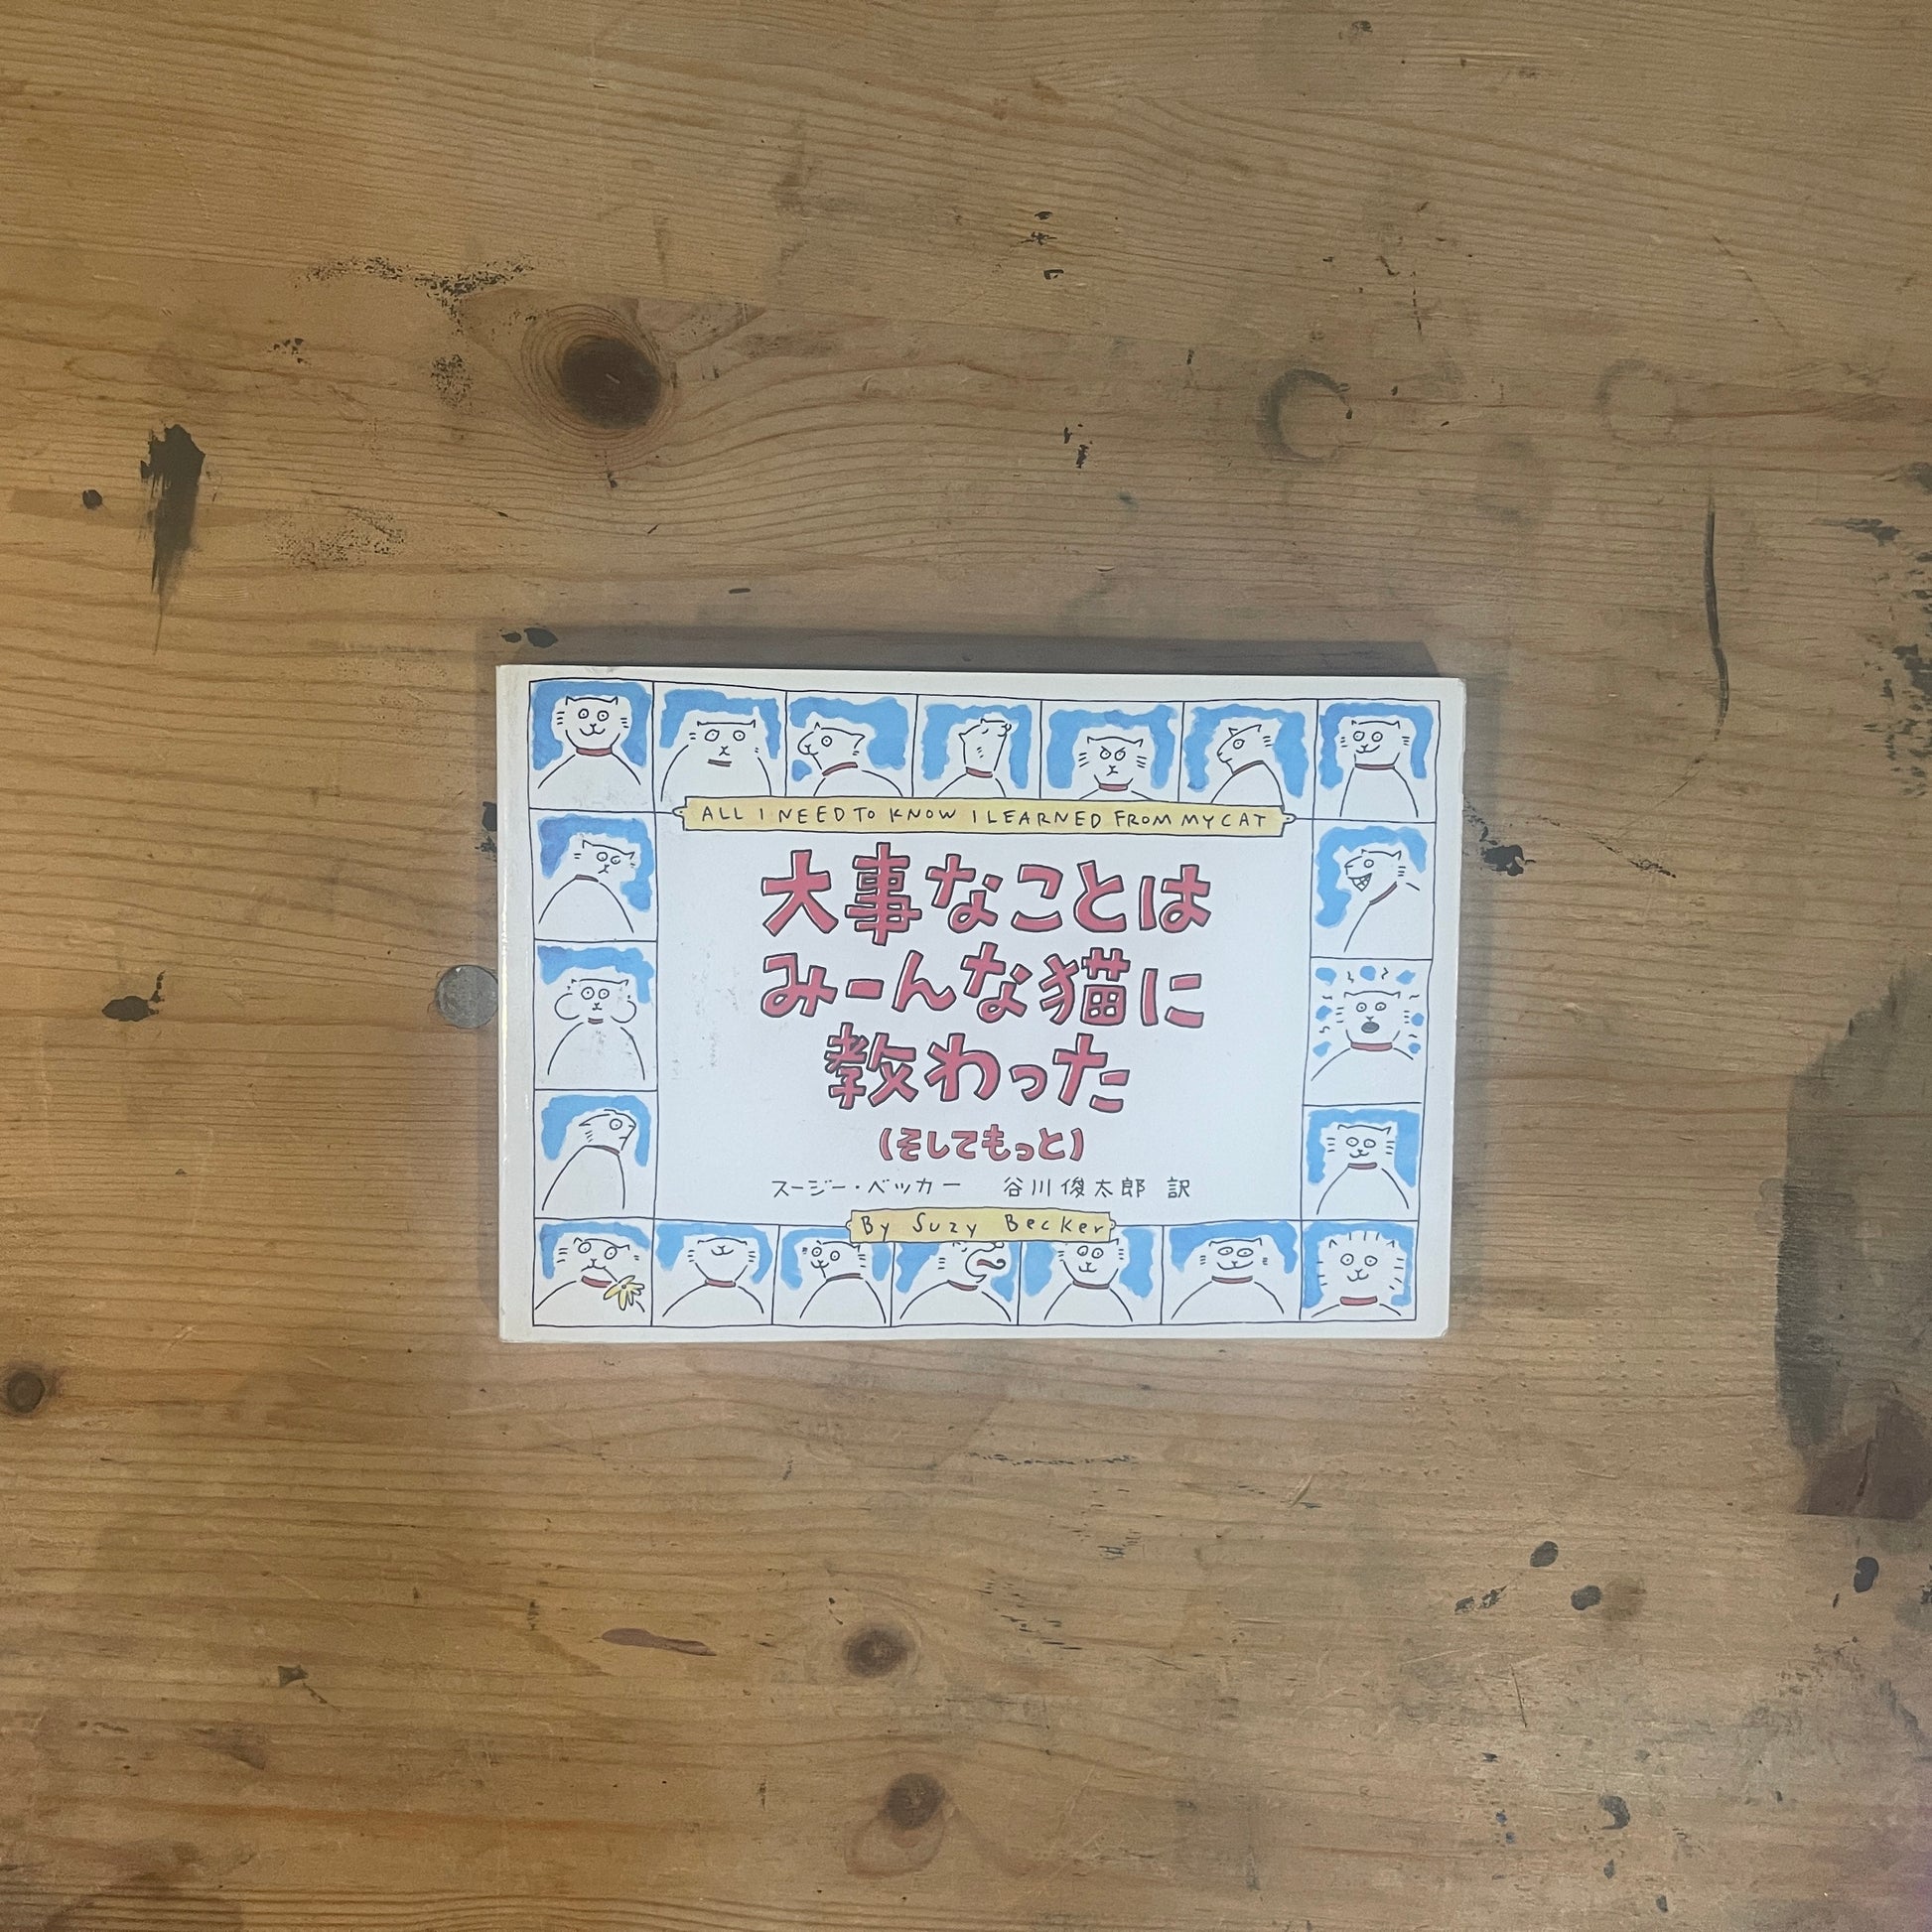 ALL I NEED TO KNOW I LEARNED FROM MY CAT
大事なことは
みーんな猫に
教わった
(そしてもっと)
スージー・ベッカー 谷川俊太郎 訳
By Suzy Becker